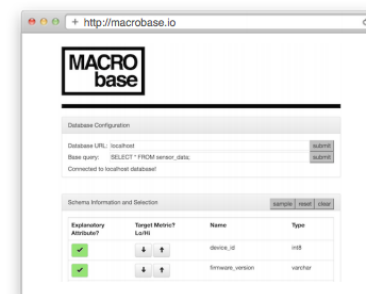 + http://macrobase.io
MACRO
base
Database Configuration
Database URL: localhost submit
Base query: SELECT * FROM sensor_data; submit
Connected to localhost database!
Schema Information and Selection sample reset clear
Explanatory Attribute? Target Metric? Lo/Hi Name Type
device_id int8
firmware_version varchar